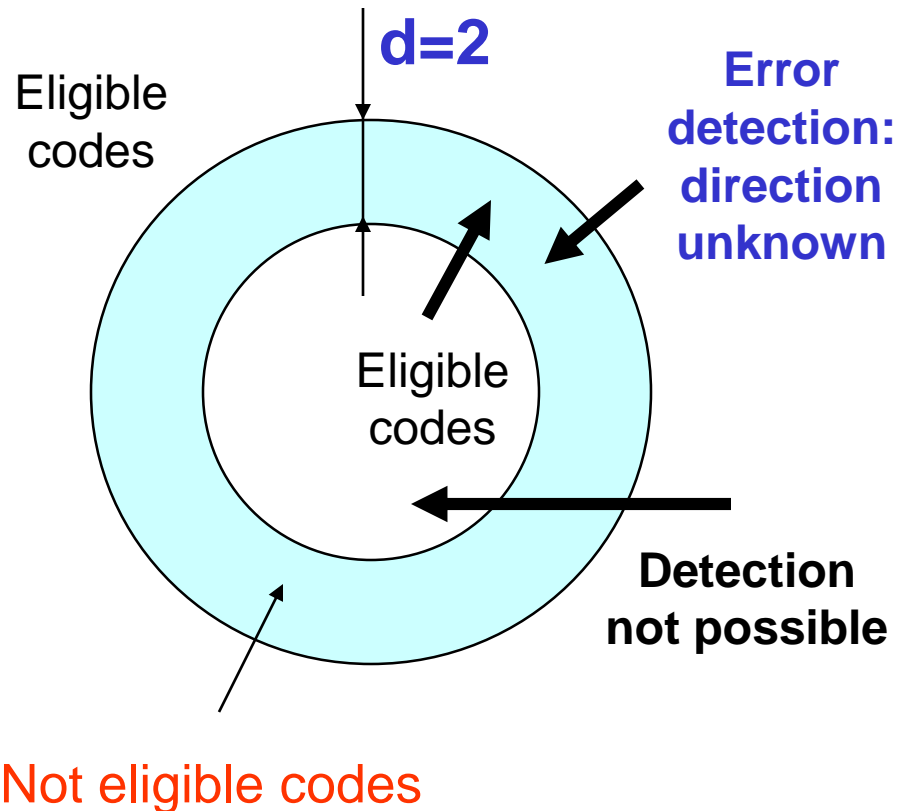 d=2
Eligible
codes
Error
detection:
direction
unknown
Eligible
codes
Detection
not possible
Not eligible codes